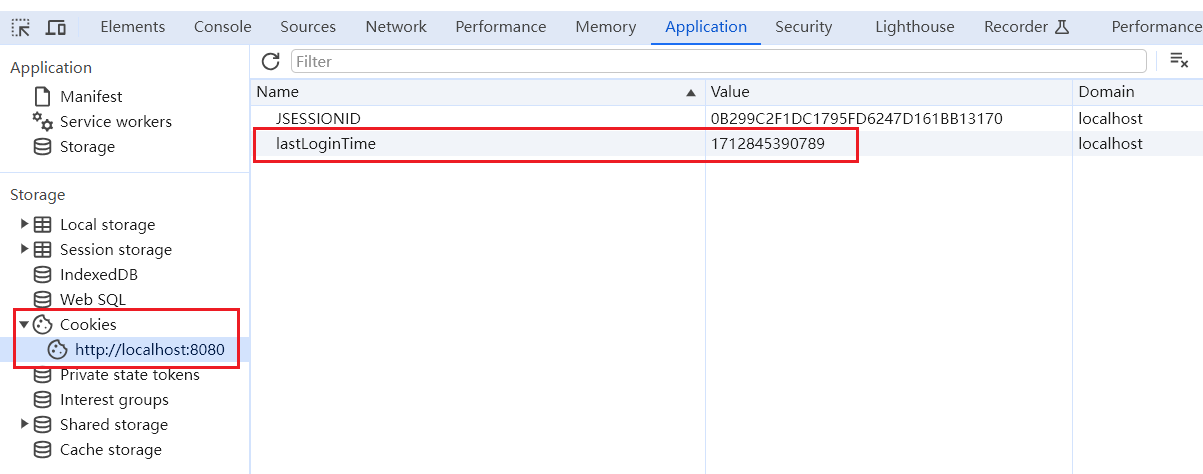 Elements Console Sources Network Performance Memory Application Security Lighthouse Recorder Performance
Application
Manifest
Service workers
Storage
Storage
Local storage
Session storage
IndexedDB
Web SQL
Cookies
http://localhost:8080
Private state tokens
Interest groups
Shared storage
Cache storage
Filter
Name Value Domain
JSESSIONID 0B299C2F1DC1795FD6247D161BB13170 localhost
lastLoginTime 1712845390789 localhost